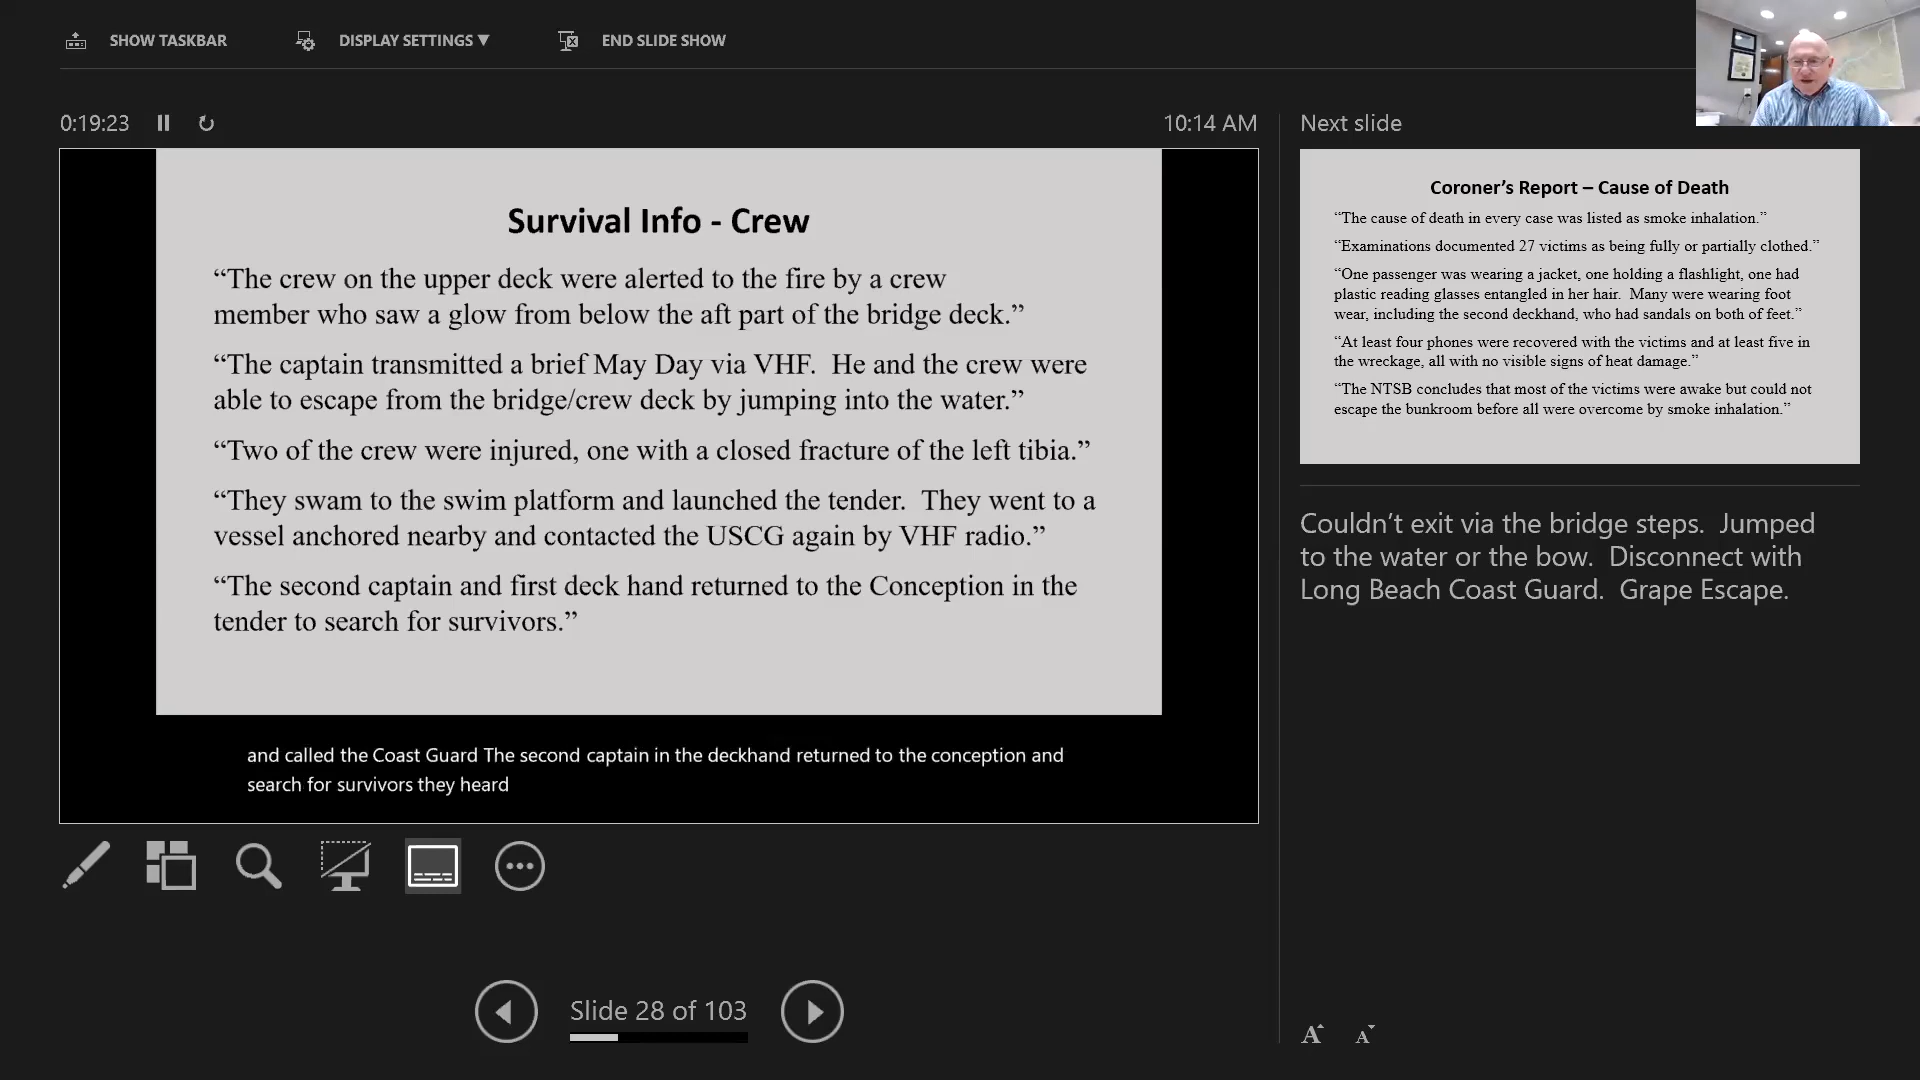 SHOW TASKBAR
DISPLAY SETTINGS ▼
END SLIDE SHOW
0:19:23
10:14 AM
Survival Info - Crew
“The crew on the upper deck were alerted to the fire by a crew
member who saw a glow from below the aft part of the bridge deck.”
“The captain transmitted a brief May Day via VHF.  He and the crew were
able to escape from the bridge/crew deck by jumping into the water.”
“Two of the crew were injured, one with a closed fracture of the left tibia.”
“They swam to the swim platform and launched the tender.  They went to a
vessel anchored nearby and contacted the USCG again by VHF radio.”
“The second captain and first deck hand returned to the Conception in the
tender to search for survivors.”
and called the Coast Guard The second captain in the deckhand returned to the conception and
search for survivors they heard
Slide 28 of 103
Next slide
Coroner’s Report – Cause of Death
“The cause of death in every case was listed as smoke inhalation.”
“Examinations documented 27 victims as being fully or partially clothed.”
“One passenger was wearing a jacket, one holding a flashlight, one had
plastic reading glasses entangled in her hair.  Many were wearing foot
wear, including the second deckhand, who had sandals on both of feet.”
“At least four phones were recovered with the victims and at least five in
the wreckage, all with no visible signs of heat damage.”
“The NTSB concludes that most of the victims were awake but could not
escape the bunkroom before all were overcome by smoke inhalation.”
Couldn’t exit via the bridge steps.  Jumped
to the water or the bow.  Disconnect with
Long Beach Coast Guard.  Grape Escape.
A A